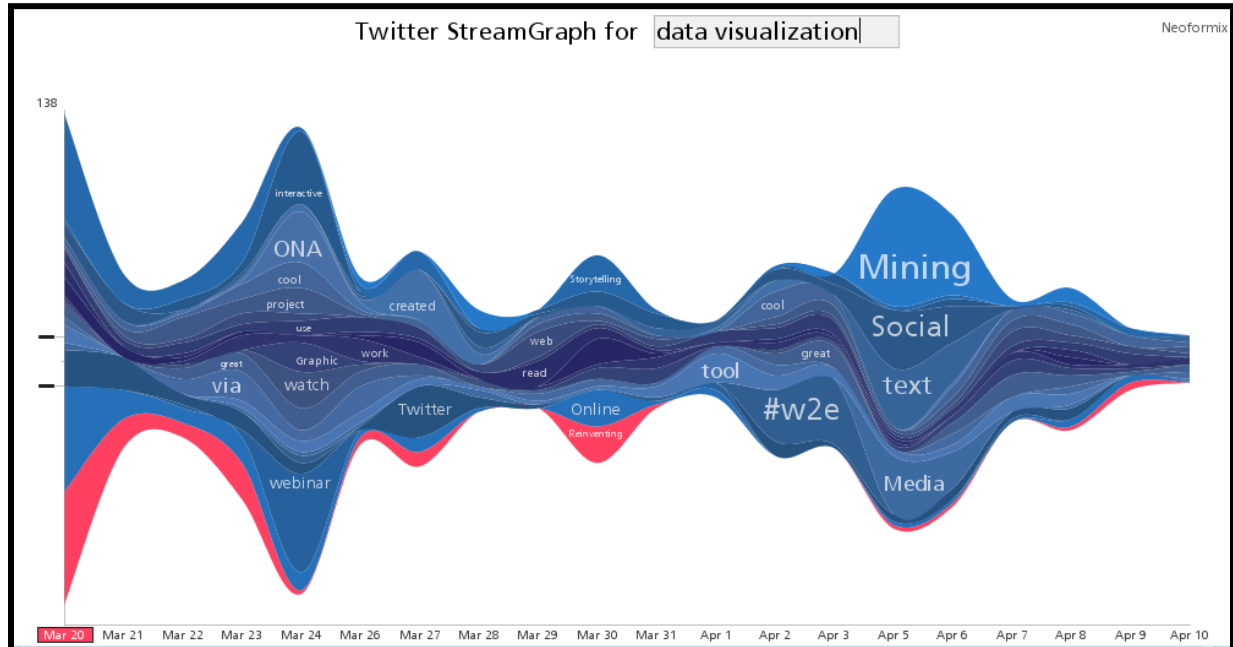 Twitter StreamGraph for data visualization
Neoformix
138
interactive
ONA
cool
project
created
use
great
Graphic
work
via
watch
Twitter
webinar
Storytelling
web
read
Online
Reinventing
cool
great
tool
#w2e
Mining
Social
text
Media
Mar 20 Mar 21 Mar 22 Mar 23 Mar 24 Mar 26 Mar 27 Mar 28 Mar 29 Mar 30 Mar 31 Apr 1 Apr 2 Apr 3 Apr 5 Apr 6 Apr 7 Apr 8 Apr 9 Apr 10